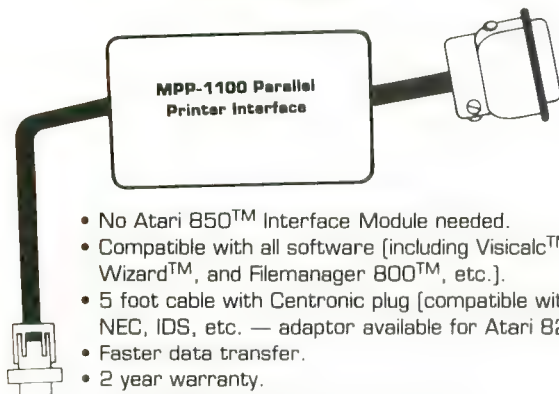 MPP-1100 Parallel
Printer Interface
• No Atari 850™ Interface Module needed.
• Compatible with all software (including Visicalc™
Wizard™, and Filemanager 800™, etc.).
• 5 foot cable with Centronic plug (compatible
NEC, IDS, etc. — adaptor available for Atari
• Faster data transfer.
• 2 year warranty.